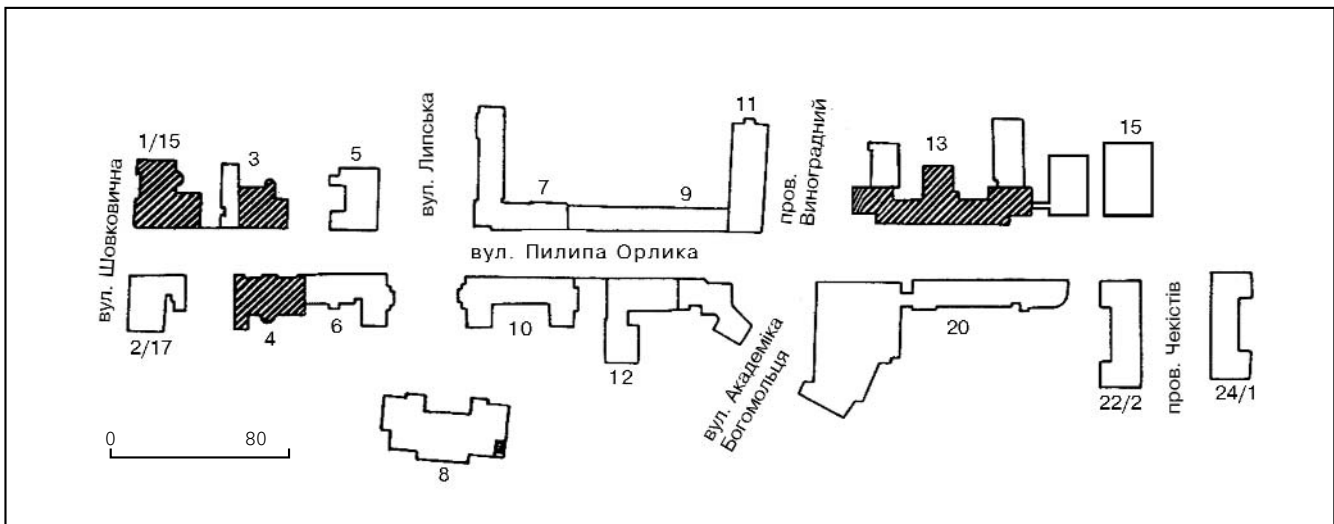 вул. Шовковична
1/15
3
5
вул. Липська
7
9
11
пров.
Виноградний
13
15
вул. Пилипа Орлика
2/17
4
6
10
12
вул. Академіка
Богомольця
20
22/2
пров. Чекістів
24/1
8
0 80